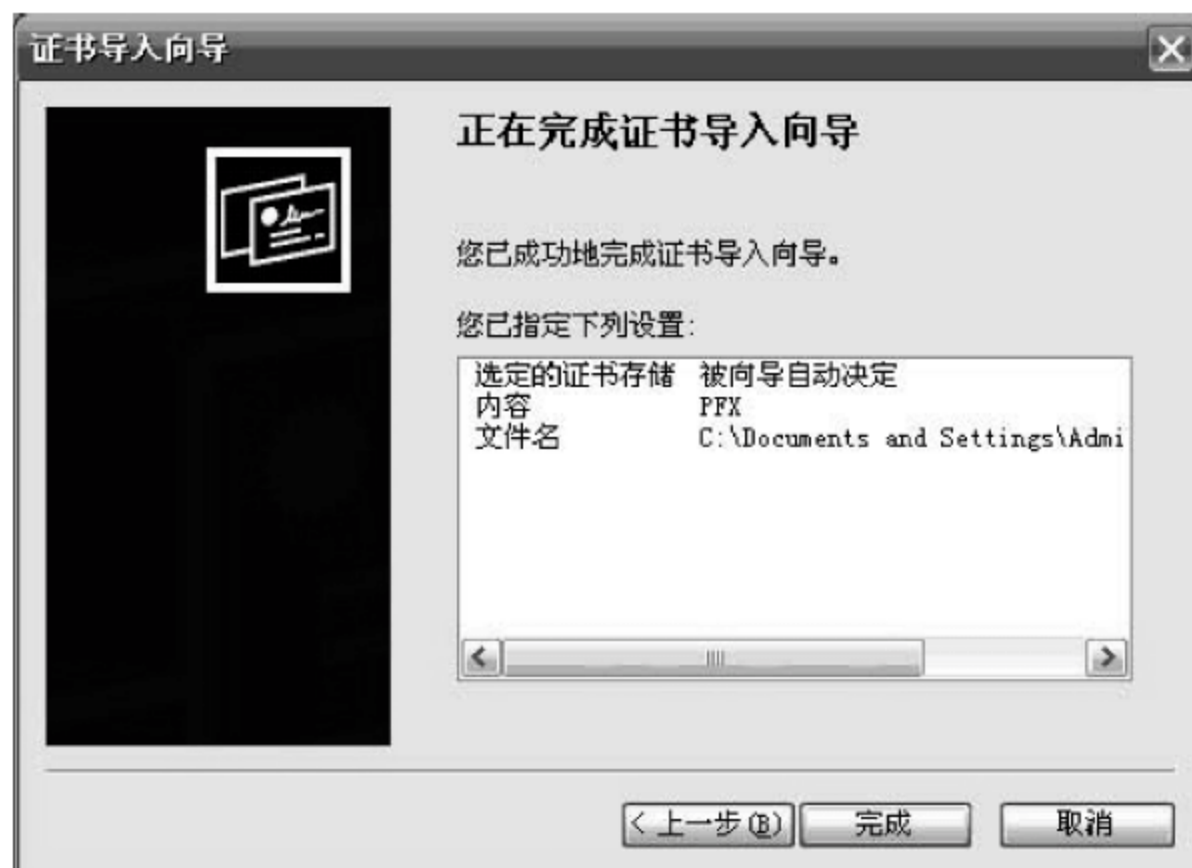 证书导入向导
正在完成证书导入向导
您已成功地完成证书导入向导。
您已指定下列设置:
选定的证书存储 被向导自动决定
内容 PFX
文件名 C:\Documents and Settings\Admi
< 上一步(B) 完成 取消